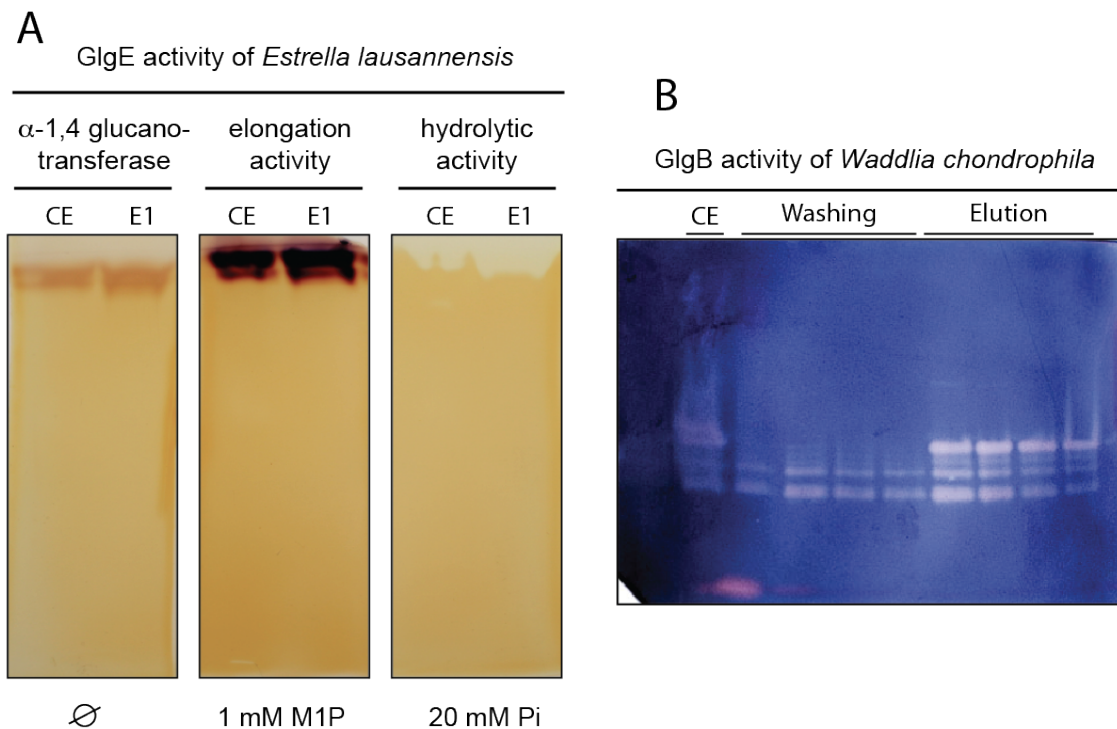 A
GlgE activity of Estrella lausannensis
α-1,4 glucano-
transferase
elongation
activity
hydrolytic
activity
CE E1 CE E1 CE E1
∅ 1 mM M1P 20 mM Pi
B
GlgB activity of Waddlia chondrophila
CE Washing Elution